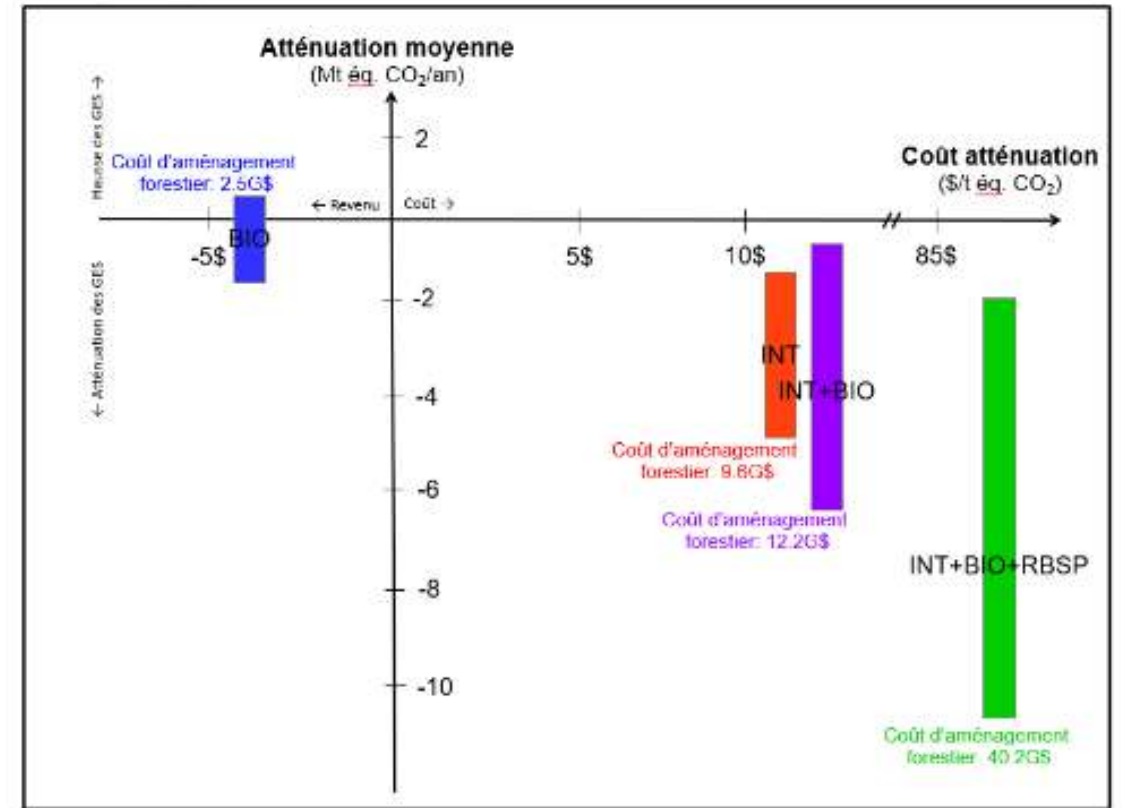 Atténuation moyenne
(Mt éq. CO₂/an)
← Atténuation des GES
Hausse des GES →
2
Coût d'aménagement
forestier: 2.5G$
Coût atténuation
($/t éq. CO₂)
← Revenu
Coût →
BIO
-5$
5$
10$
85$
-2
INT
-4
INT+BIO
Coût d'aménagement
forestier: 9.6G$
-6
Coût d'aménagement
forestier: 12.2G$
INT+BIO+RBSP
-8
-10
Coût d'aménagement
forestier: 40.2G$